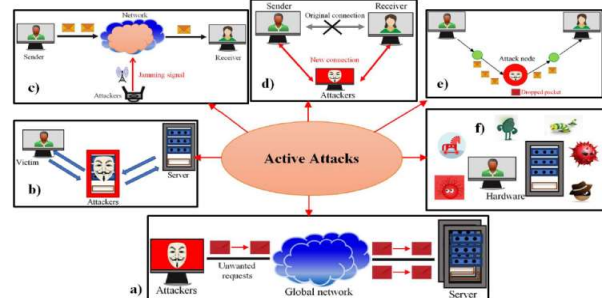 Network
Sender
Receiver
Jamming signal
Attackers
c)
Sender
Receiver
Original connection
New connection
Attackers
d)
Attack node
Dropped packet
e)
Victim
Attackers
Server
b)
Active Attacks
f)
Hardware
Attackers
Unwanted
requests
Global network
Server
a)